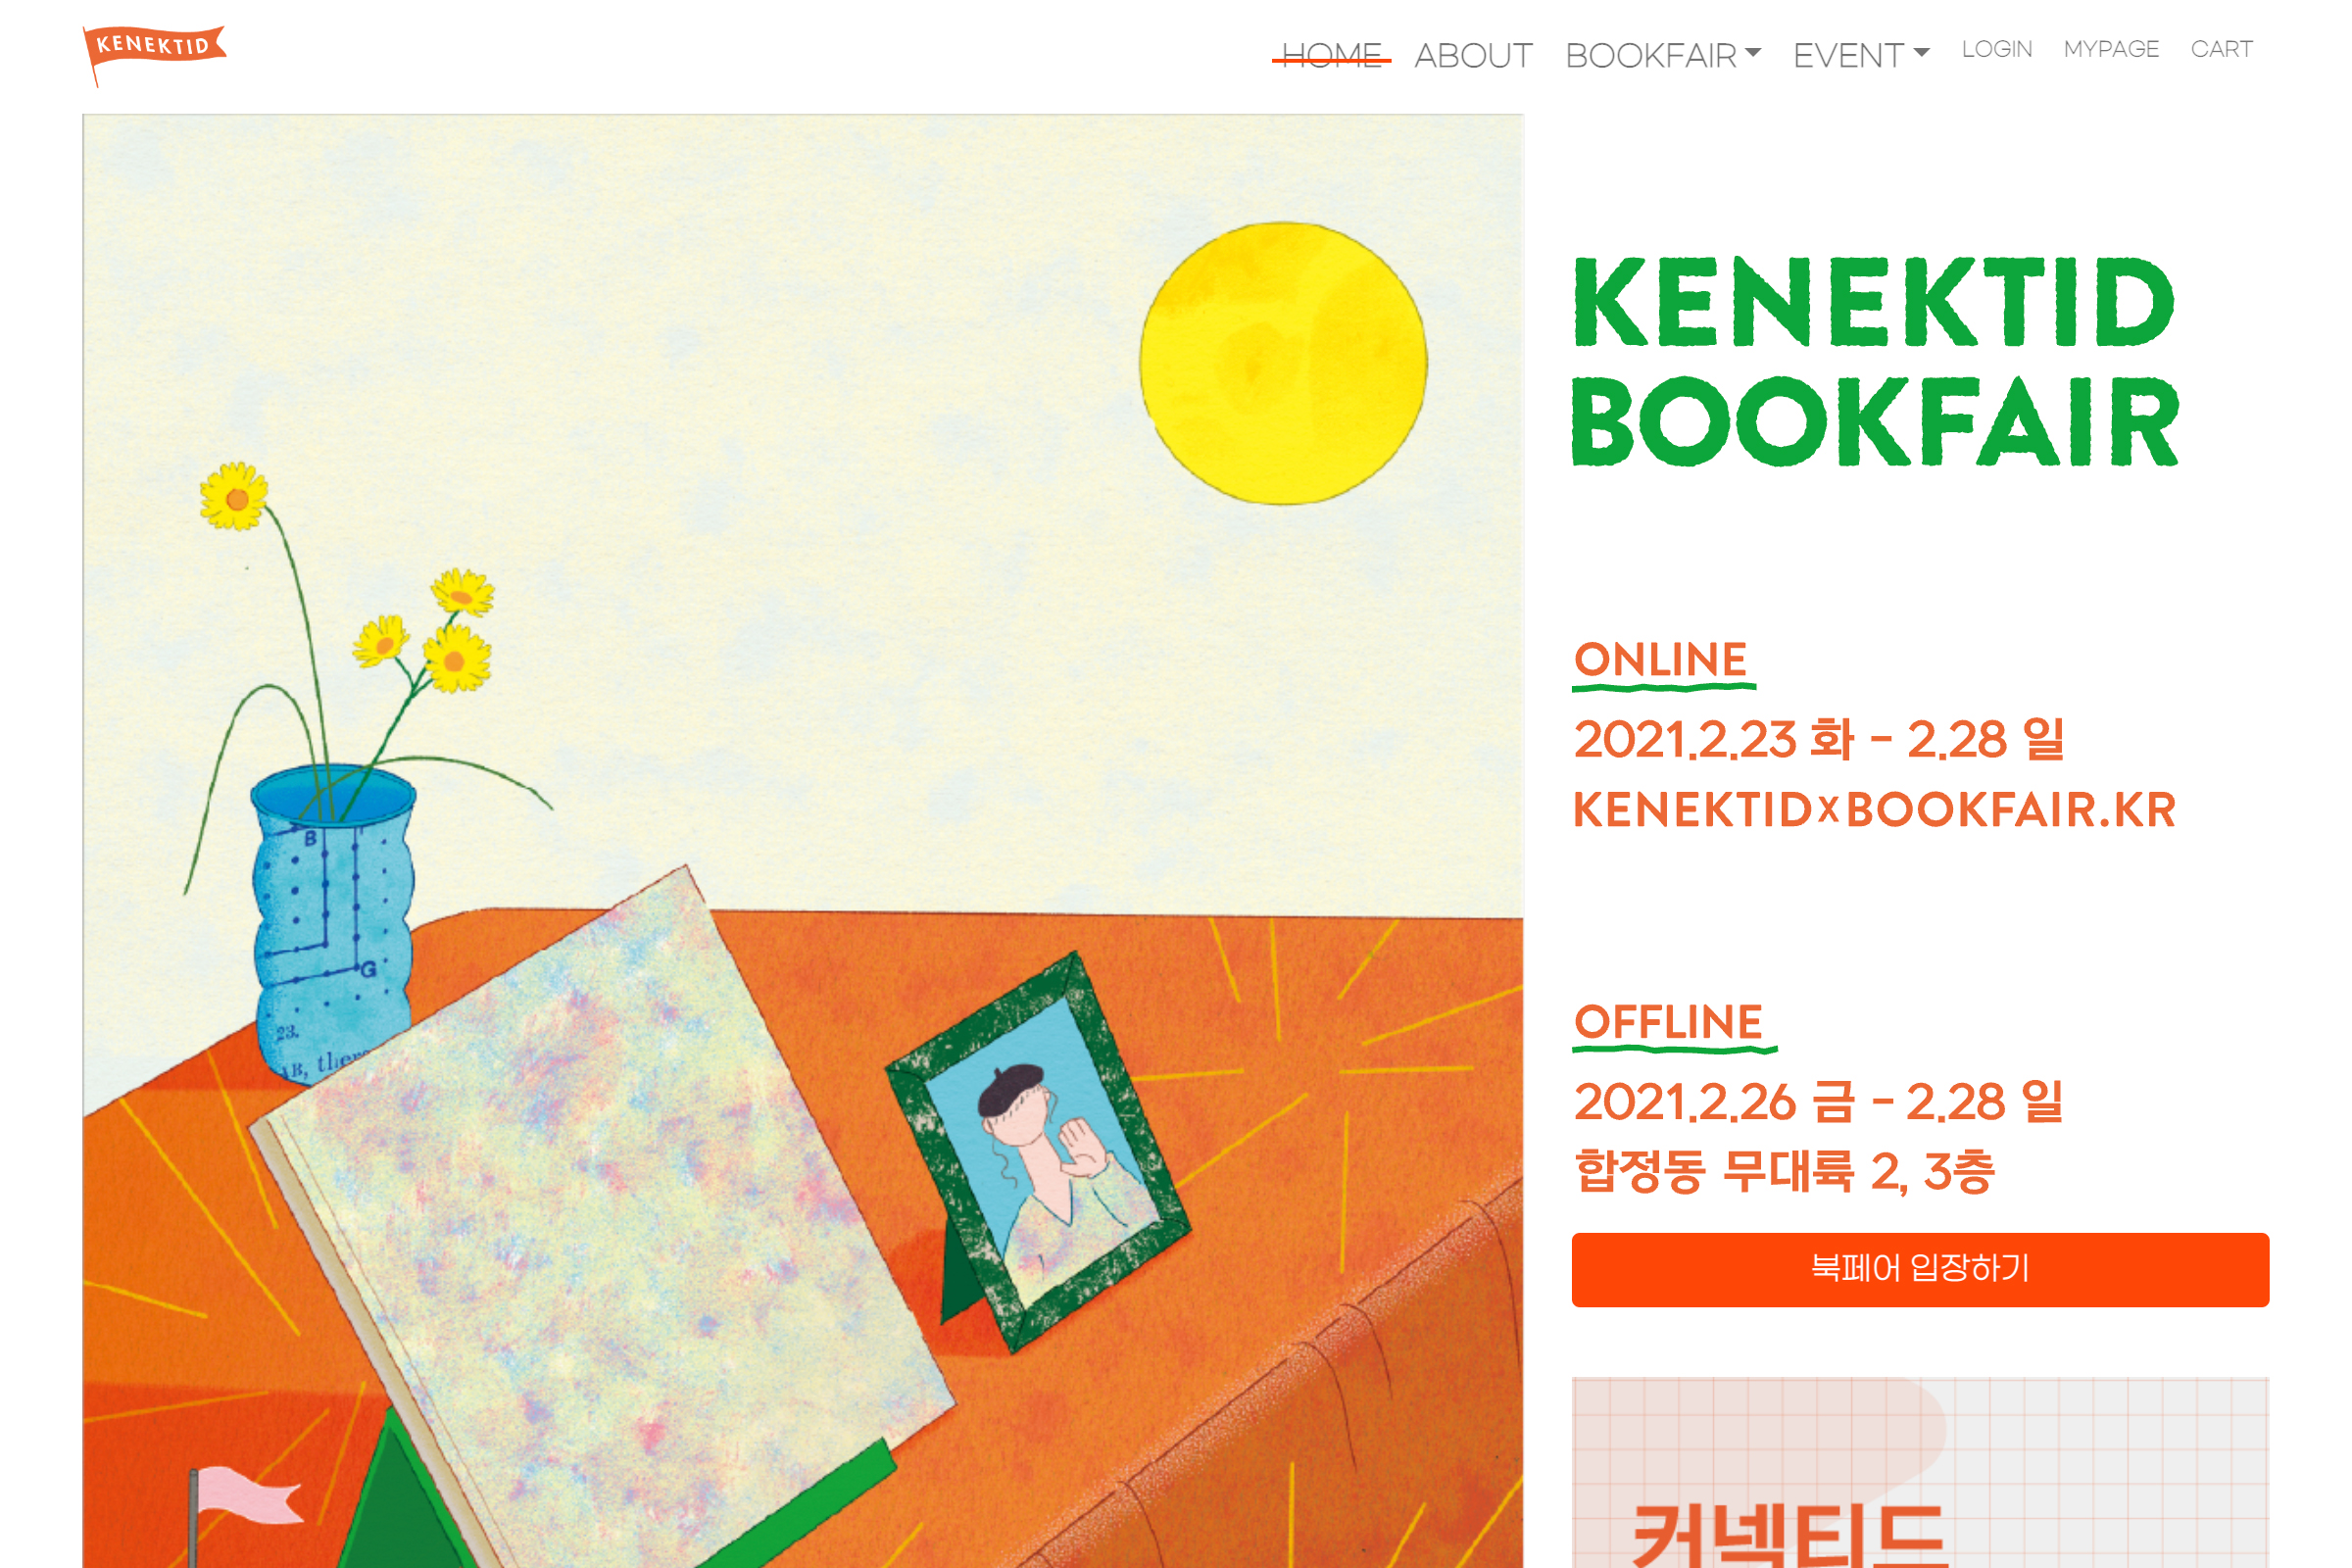 KENEKTID
HOME ABOUT BOOKFAIR EVENT LOGIN MYPAGE CART
KENEKTID
BOOKFAIR
ONLINE
2021.2.23 화 - 2.28 일
KENEKTIDxBOOKFAIR.KR
OFFLINE
2021.2.26 금 - 2.28 일
합정동 무대륙 2, 3층
북페어 입장하기
커넥티드
B
G
23.
AB, there